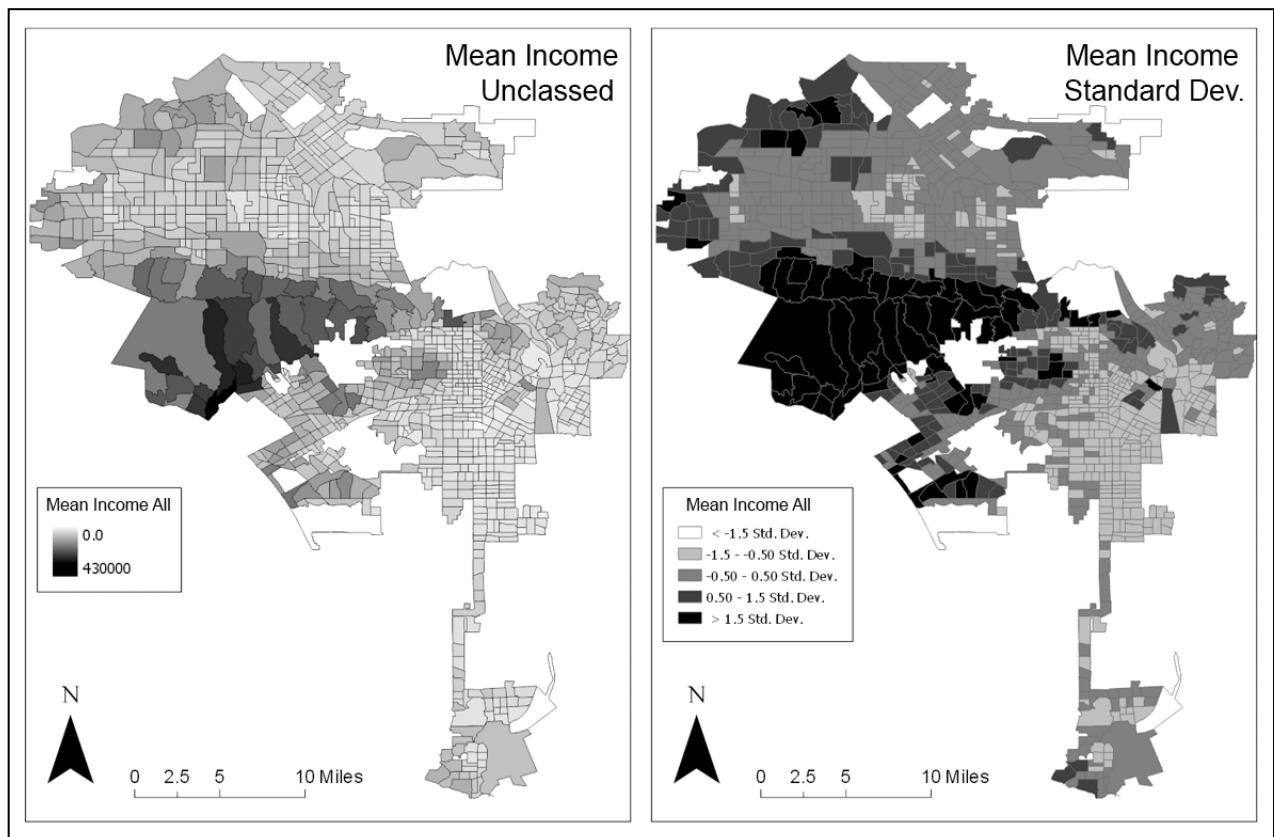 Mean Income
Unclassed
Mean Income All
0.0
430000
N
0 2.5 5 10 Miles
Mean Income
Standard Dev.
Mean Income All
< -1.5 Std. Dev.
-1.5 - -0.50 Std. Dev.
-0.50 - 0.50 Std. Dev.
0.50 - 1.5 Std. Dev.
> 1.5 Std. Dev.
N
0 2.5 5 10 Miles